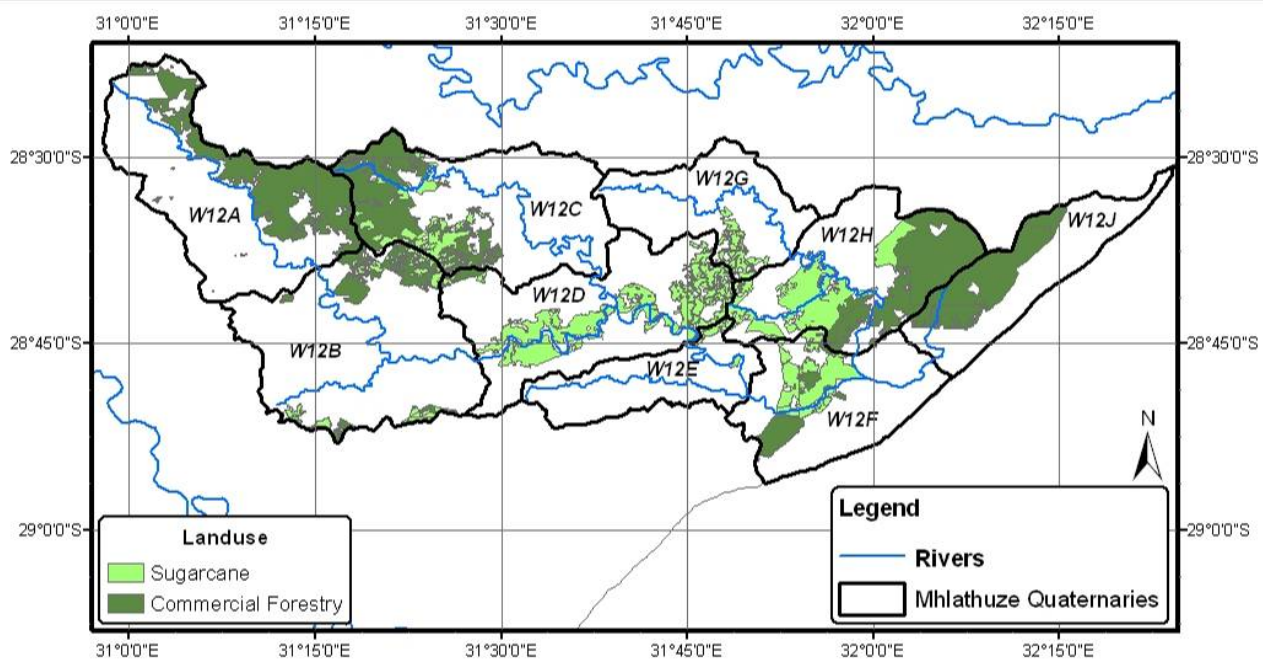 31°0'0"E 31°15'0"E 31°30'0"E 31°45'0"E 32°0'0"E 32°15'0"E
28°30'0"S 28°30'0"S
W12G
W12A W12C W12H W12J
W12D
28°45'0"S 28°45'0"S
W12B
W12E
W12F
N
29°0'0"S 29°0'0"S
Landuse
Sugarcane
Commercial Forestry
Legend
Rivers
Mhlathuze Quaternaries
31°0'0"E 31°15'0"E 31°30'0"E 31°45'0"E 32°0'0"E 32°15'0"E